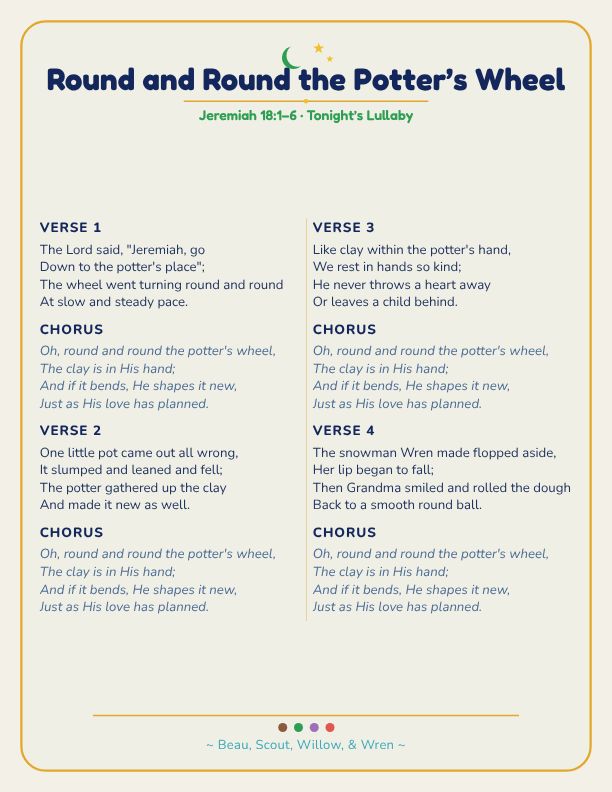 Round and Round the Potter's Wheel
Jeremiah 18:1–6 · Tonight's Lullaby
VERSE 1
The Lord said, "Jeremiah, go
Down to the potter's place";
The wheel went turning round and round
At slow and steady pace.
CHORUS
Oh, round and round the potter's wheel,
The clay is in His hand;
And if it bends, He shapes it new,
Just as His love has planned.
VERSE 2
One little pot came out all wrong,
It slumped and leaned and fell;
The potter gathered up the clay
And made it new as well.
CHORUS
Oh, round and round the potter's wheel,
The clay is in His hand;
And if it bends, He shapes it new,
Just as His love has planned.
VERSE 3
Like clay within the potter's hand,
We rest in hands so kind;
He never throws a heart away
Or leaves a child behind.
CHORUS
Oh, round and round the potter's wheel,
The clay is in His hand;
And if it bends, He shapes it new,
Just as His love has planned.
VERSE 4
The snowman Wren made flopped aside,
Her lip began to fall;
Then Grandma smiled and rolled the dough
Back to a smooth round ball.
CHORUS
Oh, round and round the potter's wheel,
The clay is in His hand;
And if it bends, He shapes it new,
Just as His love has planned.
~ Beau, Scout, Willow, & Wren ~